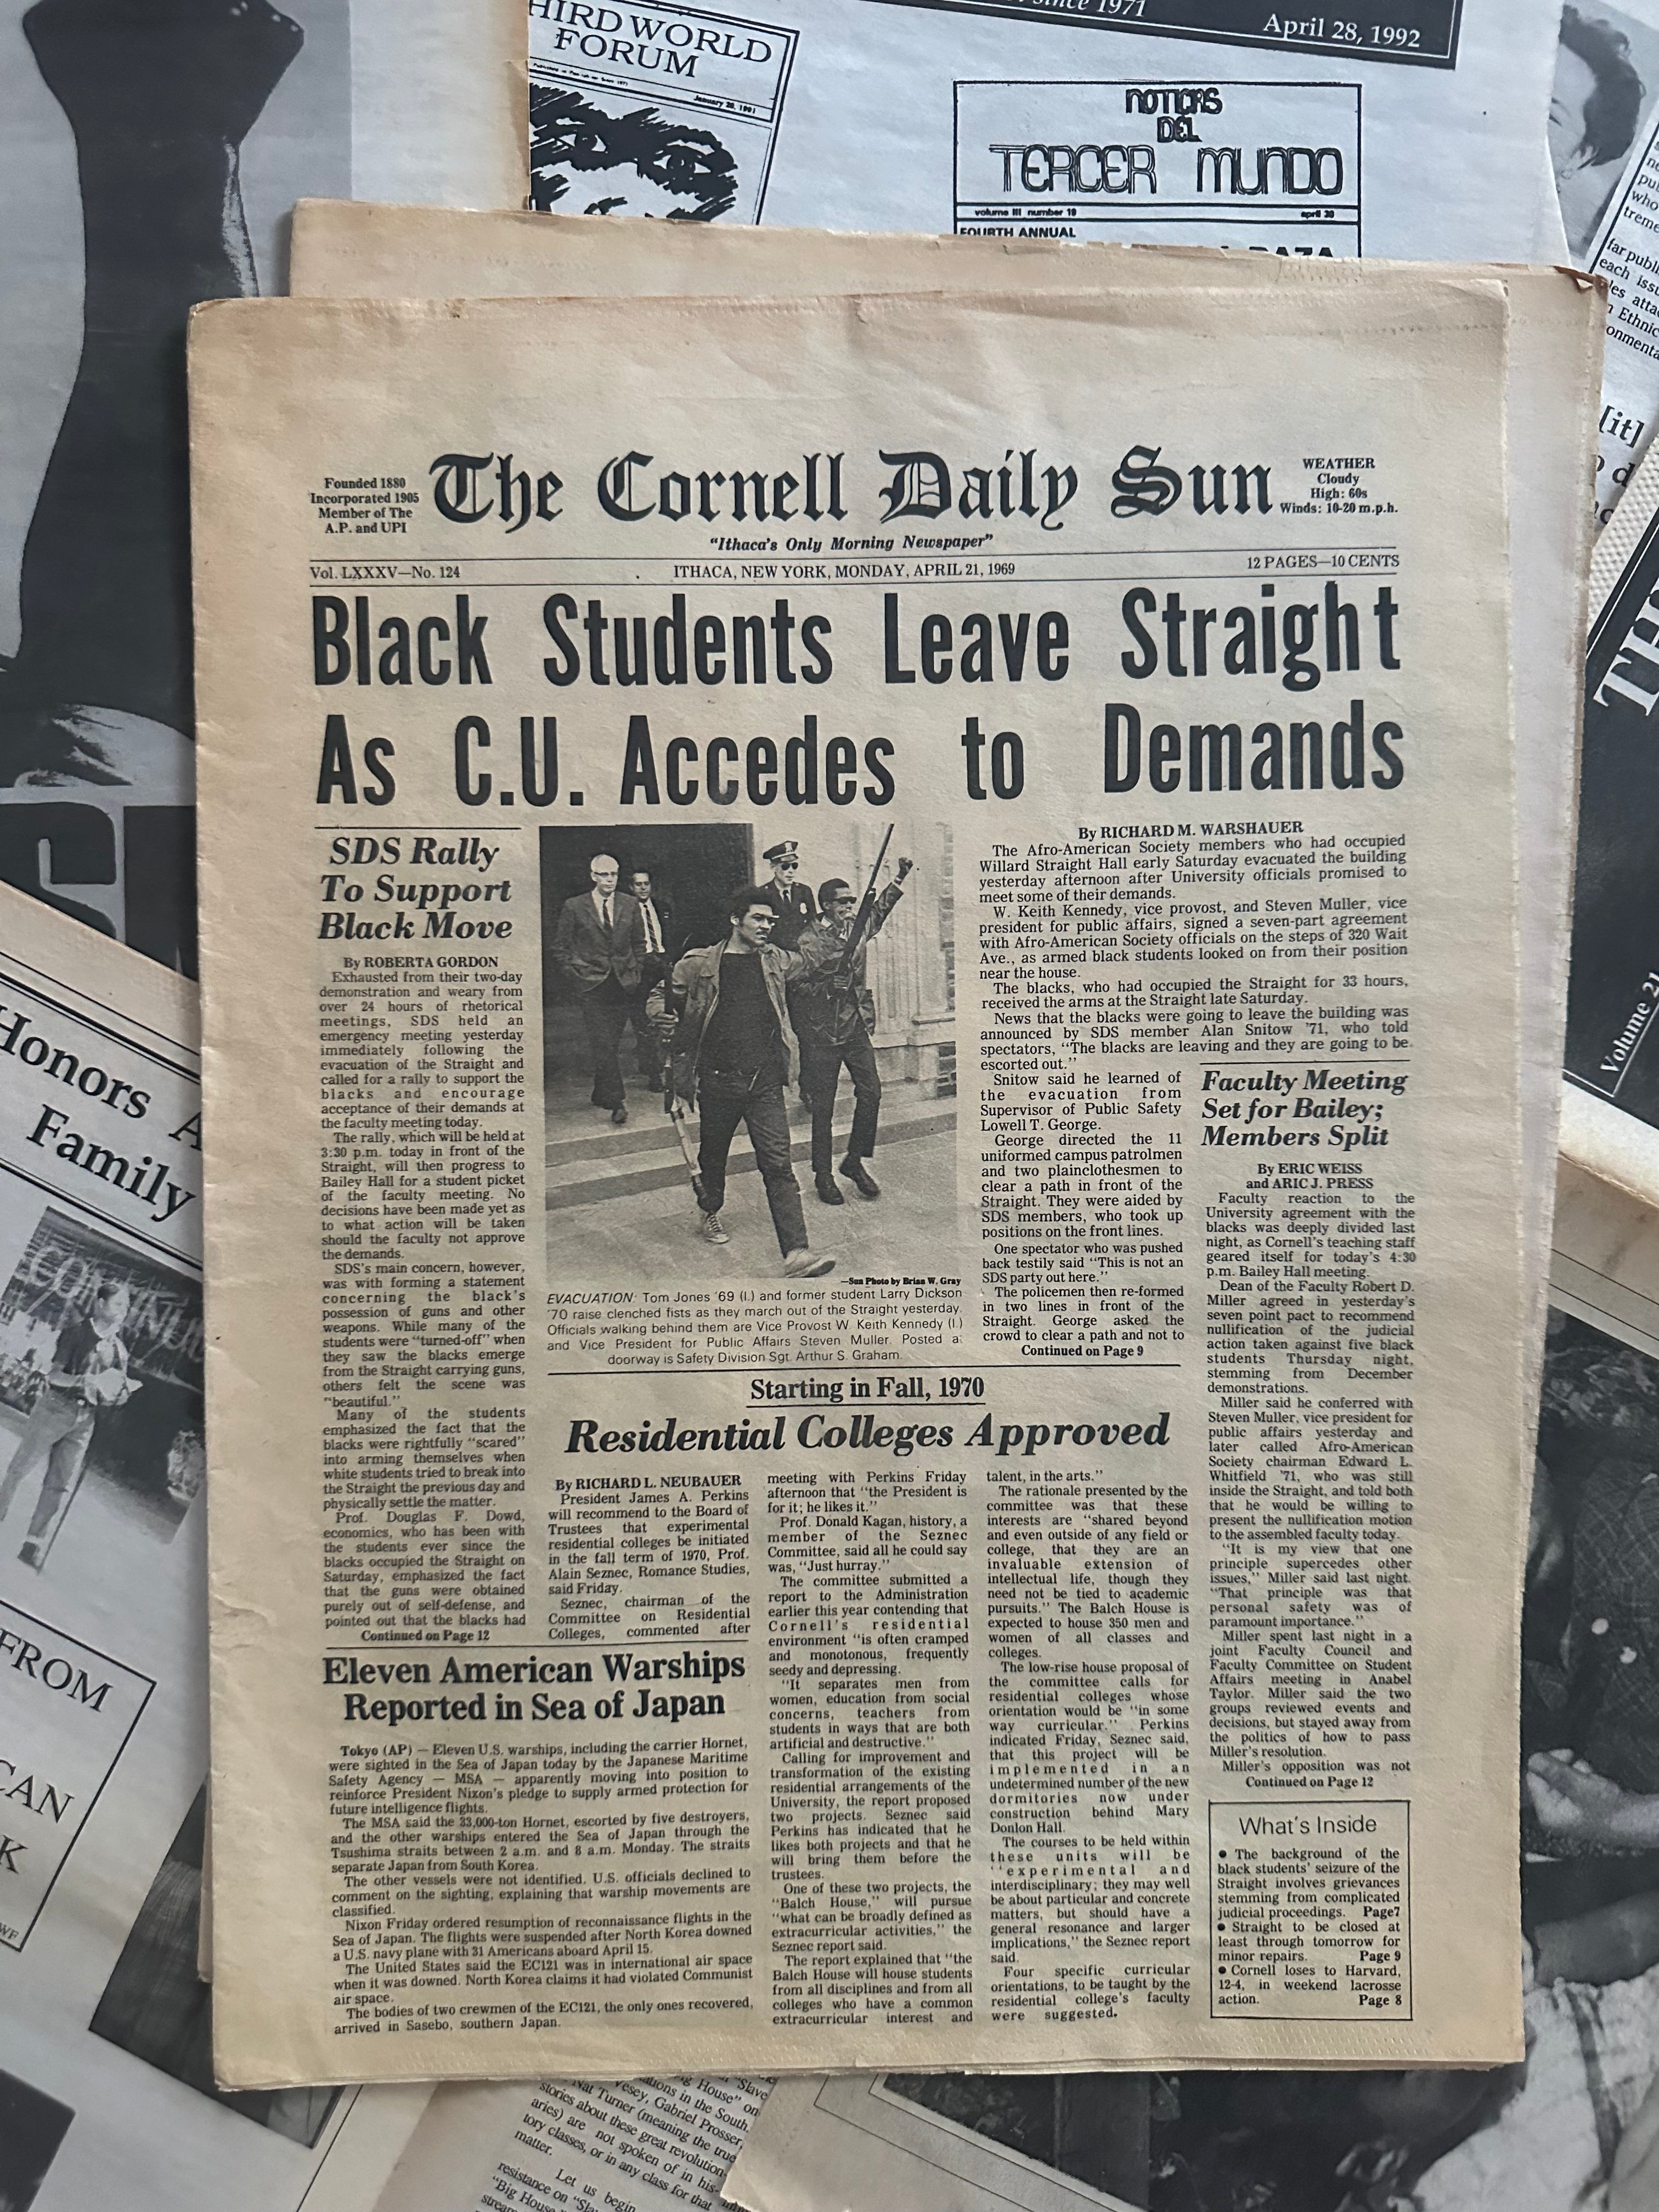 THIRD WORLD
FORUM
January 28, 1991
since 1971
April 28, 1992
NOTICIAS
DEL
TERCER MUNDO
volume III number 19 april 30
FOURTH ANNUAL
RAZA
Founded 1880
Incorporated 1905
Member of The
A.P. and UPI
The Cornell Daily Sun
WEATHER
Cloudy
High: 60s
Winds: 10-20 m.p.h.
"Ithaca's Only Morning Newspaper"
Vol. LXXXV—No. 124 ITHACA, NEW YORK, MONDAY, APRIL 21, 1969 12 PAGES—10 CENTS
Black Students Leave Straight
As C.U. Accedes to Demands
SDS Rally
To Support
Black Move
By ROBERTA GORDON
Exhausted from their two-day
demonstration and weary from
over 24 hours of rhetorical
meetings, SDS held an
emergency meeting yesterday
immediately following the
evacuation of the Straight and
called for a rally to support the
blacks and encourage
acceptance of their demands at
the faculty meeting today.
The rally, which will be held at
3:30 p.m. today in front of the
Straight, will then progress to
Bailey Hall for a student picket
of the faculty meeting. No
decisions have been made yet as
to what action will be taken
should the faculty not approve
the demands.
SDS's main concern, however,
was with forming a statement
concerning the black's
possession of guns and other
weapons. While many of the
students were "turned-off" when
they saw the blacks emerge
from the Straight carrying guns,
others felt the scene was
"beautiful."
Many of the students
emphasized the fact that the
blacks were rightfully "scared"
into arming themselves when
white students tried to break into
the Straight the previous day and
physically settle the matter.
Prof. Douglas F. Dowd,
economics, who has been with
the students ever since the
blacks occupied the Straight on
Saturday, emphasized the fact
that the guns were obtained
purely out of self-defense, and
pointed out that the blacks had
Continued on Page 12
—Sun Photo by Brian W. Gray
EVACUATION: Tom Jones '69 (l.) and former student Larry Dickson
'70 raise clenched fists as they march out of the Straight yesterday.
Officials walking behind them are Vice Provost W. Keith Kennedy (l.)
and Vice President for Public Affairs Steven Muller. Posted a
doorway is Safety Division Sgt. Arthur S. Graham.
By RICHARD M. WARSHAUER
The Afro-American Society members who had occupied
Willard Straight Hall early Saturday evacuated the building
yesterday afternoon after University officials promised to
meet some of their demands.
W. Keith Kennedy, vice provost, and Steven Muller, vice
president for public affairs, signed a seven-part agreement
with Afro-American Society officials on the steps of 320 Wait
Ave., as armed black students looked on from their position
near the house.
The blacks, who had occupied the Straight for 33 hours,
received the arms at the Straight late Saturday.
News that the blacks were going to leave the building was
announced by SDS member Alan Snitow '71, who told
spectators, "The blacks are leaving and they are going to be
escorted out."
Snitow said he learned of
the evacuation from
Supervisor of Public Safety
Lowell T. George.
George directed the 11
uniformed campus patrolmen
and two plainclothesmen to
clear a path in front of the
Straight. They were aided by
SDS members, who took up
positions on the front lines.
One spectator who was pushed
back testily said "This is not an
SDS party out here."
The policemen then re-formed
in two lines in front of the
Straight. George asked the
crowd to clear a path and not to
Continued on Page 9
Faculty Meeting
Set for Bailey;
Members Split
By ERIC WEISS
and ARIC J. PRESS
Faculty reaction to the
University agreement with the
blacks was deeply divided last
night, as Cornell's teaching staff
geared itself for today's 4:30
p.m. Bailey Hall meeting.
Dean of the Faculty Robert D.
Miller agreed in yesterday's
seven point pact to recommend
nullification of the judicial
action taken against five black
students Thursday night,
stemming from December
demonstrations.
Miller said he conferred with
Steven Muller, vice president for
public affairs yesterday and
later called Afro-American
Society chairman Edward L.
Whitfield '71, who was still
inside the Straight, and told both
that he would be willing to
present the nullification motion
to the assembled faculty today.
"It is my view that one
principle supercedes other
issues," Miller said last night.
"That principle was that
personal safety was of
paramount importance."
Miller spent last night in a
joint Faculty Council and
Faculty Committee on Student
Affairs meeting in Anabel
Taylor. Miller said the two
groups reviewed events and
decisions, but stayed away from
the politics of how to pass
Miller's resolution.
Miller's opposition was not
Continued on Page 12
Starting in Fall, 1970
Residential Colleges Approved
By RICHARD L. NEUBAUER
President James A. Perkins
will recommend to the Board of
Trustees that experimental
residential colleges be initiated
in the fall term of 1970, Prof.
Alain Seznec, Romance Studies,
said Friday.
Seznec, chairman of the
Committee on Residential
Colleges, commented after
meeting with Perkins Friday
afternoon that "the President is
for it; he likes it."
Prof. Donald Kagan, history, a
member of the Seznec
Committee, said all he could say
was, "Just hurray."
The committee submitted a
report to the Administration
earlier this year contending that
Cornell's residential
environment "is often cramped
and monotonous, frequently
seedy and depressing.
"It separates men from
women, education from social
concerns, teachers from
students in ways that are both
artificial and destructive."
Calling for improvement and
transformation of the existing
residential arrangements of the
University, the report proposed
two projects. Seznec said
Perkins has indicated that he
likes both projects and that he
will bring them before the
trustees.
One of these two projects, the
"Balch House," will pursue
"what can be broadly defined as
extracurricular activities," the
Seznec report said.
The report explained that "the
Balch House will house students
from all disciplines and from all
colleges who have a common
extracurricular interest and
talent, in the arts."
The rationale presented by the
committee was that these
interests are "shared beyond
and even outside of any field or
college, that they are an
invaluable extension of
intellectual life, though they
need not be tied to academic
pursuits." The Balch House is
expected to house 350 men and
women of all classes and
colleges.
The low-rise house proposal of
the committee calls for
residential colleges whose
orientation would be "in some
way curricular." Perkins
indicated Friday, Seznec said,
that this project will be
implemented in an
undetermined number of the new
dormitories now under
construction behind Mary
Donlon Hall.
The courses to be held within
these units will be
"experimental and
interdisciplinary; they may well
be about particular and concrete
matters, but should have a
general resonance and larger
implications," the Seznec report
said.
Four specific curricular
orientations, to be taught by the
residential college's faculty
were suggested.
Eleven American Warships
Reported in Sea of Japan
Tokyo (AP) — Eleven U.S. warships, including the carrier Hornet,
were sighted in the Sea of Japan today by the Japanese Maritime
Safety Agency — MSA — apparently moving into position to
reinforce President Nixon's pledge to supply armed protection for
future intelligence flights.
The MSA said the 33,000-ton Hornet, escorted by five destroyers,
and the other warships entered the Sea of Japan through the
Tsushima straits between 2 a.m. and 8 a.m. Monday. The straits
separate Japan from South Korea.
The other vessels were not identified. U.S. officials declined to
comment on the sighting, explaining that warship movements are
classified.
Nixon Friday ordered resumption of reconnaissance flights in the
Sea of Japan. The flights were suspended after North Korea downed
a U.S. navy plane with 31 Americans aboard April 15.
The United States said the EC121 was in international air space
when it was downed. North Korea claims it had violated Communist
air space.
The bodies of two crewmen of the EC121, the only ones recovered,
arrived in Sasebo, southern Japan.
What's Inside
● The background of the
black students' seizure of the
Straight involves grievances
stemming from complicated
judicial proceedings. Page7
● Straight to be closed at
least through tomorrow for
minor repairs. Page 9
● Cornell loses to Harvard,
12-4, in weekend lacrosse
action. Page 8
Honors A
Family
FROM
CAN
K
[it]
Volume 21
far publi
each issu
Ethnic
"Slave
House" on
ations in the South.
Vesey, Gabriel Prosser,
Nat Turner (meaning the true
stories about these great revolution-
aries) are not spoken of in his-
tory classes, or in any class for that
matter.
Let us begin
resistance on "Sla
"Big House
stream